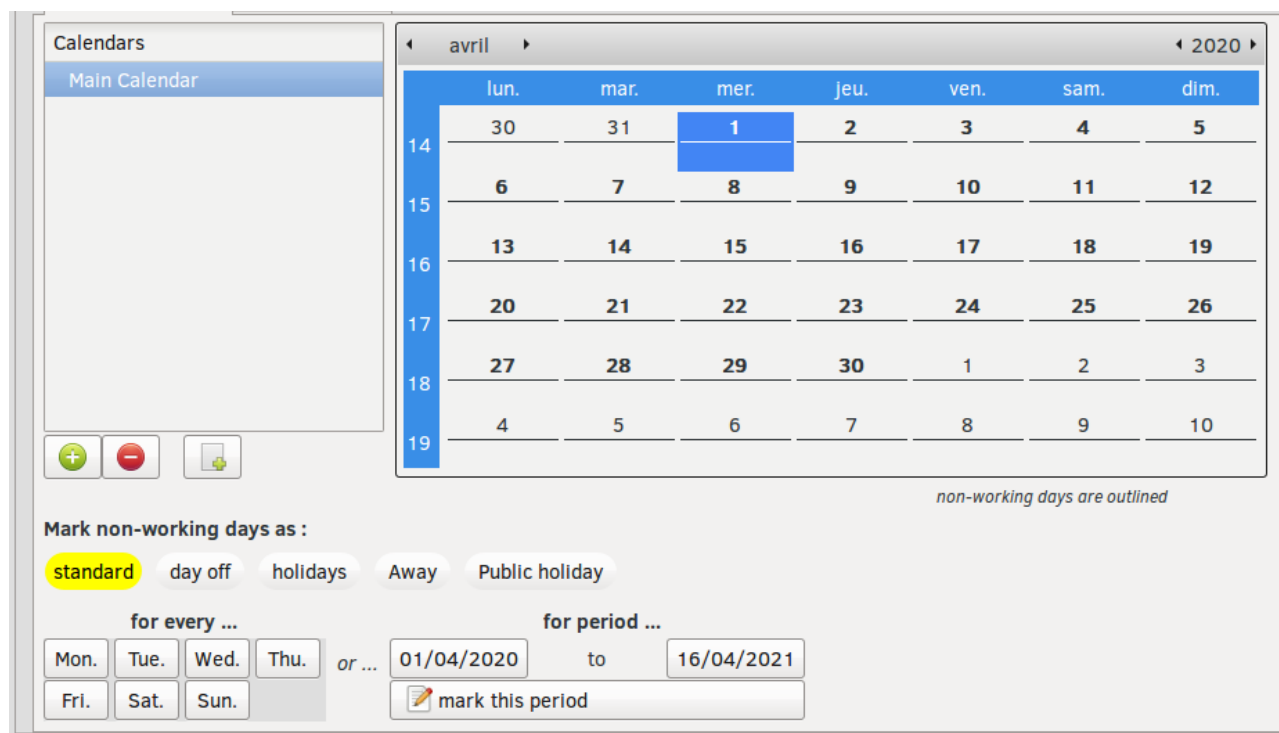 Calendars
Main Calendar
avril 2020
lun. mar. mer. jeu. ven. sam. dim.
14 30 31 1 2 3 4 5
15 6 7 8 9 10 11 12
16 13 14 15 16 17 18 19
17 20 21 22 23 24 25 26
18 27 28 29 30 1 2 3
19 4 5 6 7 8 9 10
non-working days are outlined
Mark non-working days as :
standard day off holidays Away Public holiday
for every ... for period ...
Mon. Tue. Wed. Thu. or ... 01/04/2020 to 16/04/2021
Fri. Sat. Sun. mark this period